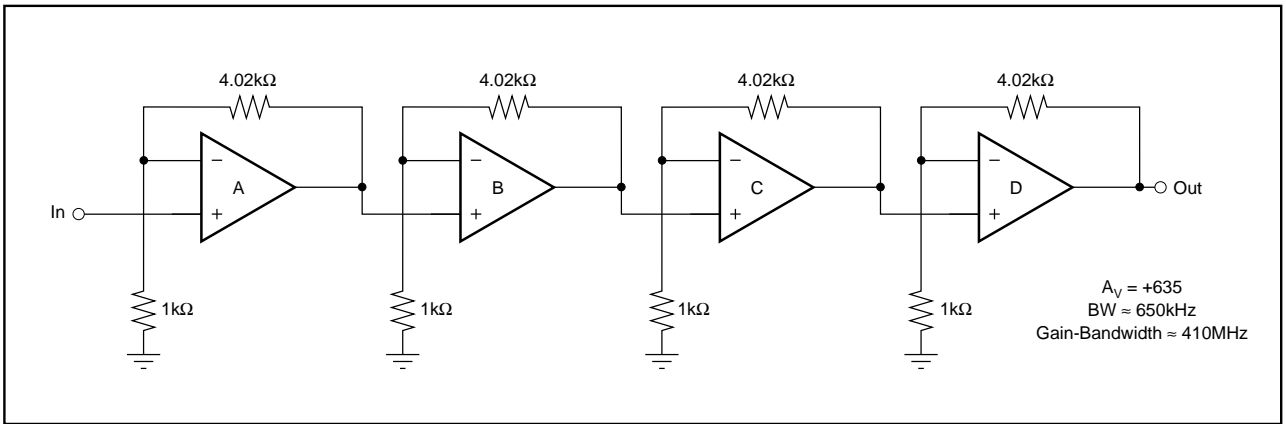 4.02kΩ
4.02kΩ
4.02kΩ
4.02kΩ
−
−
−
−
A
B
C
D
In
+
+
+
+
Out
1kΩ
1kΩ
1kΩ
1kΩ
AV = +635
BW ≈ 650kHz
Gain-Bandwidth ≈ 410MHz